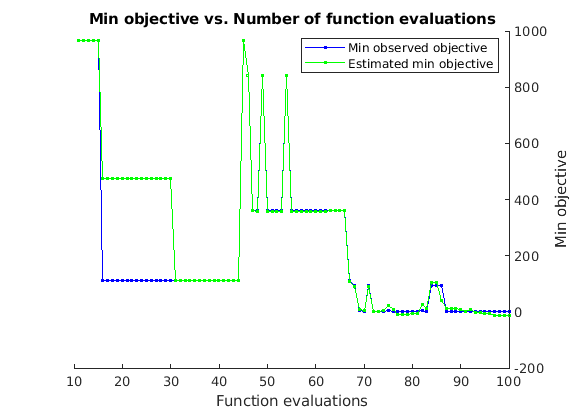 Min objective vs. Number of function evaluations
Min observed objective
Estimated min objective
1000
800
600
400
200
0
-200
Min objective
10 20 30 40 50 60 70 80 90 100
Function evaluations